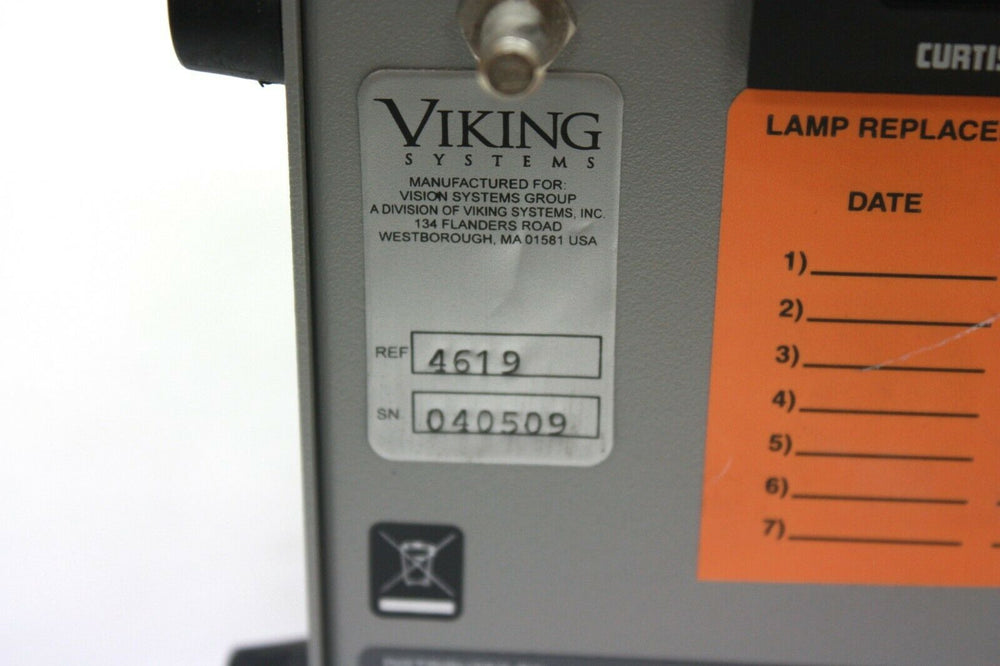 VIKING
SYSTEMS
MANUFACTURED FOR:
VISION SYSTEMS GROUP
A DIVISION OF VIKING SYSTEMS, INC.
134 FLANDERS ROAD
WESTBOROUGH, MA 01581 USA
REF 4619
SN 040509
CURTIS
LAMP REPLACE
DATE
1)
2)
3)
4)
5)
6)
7)